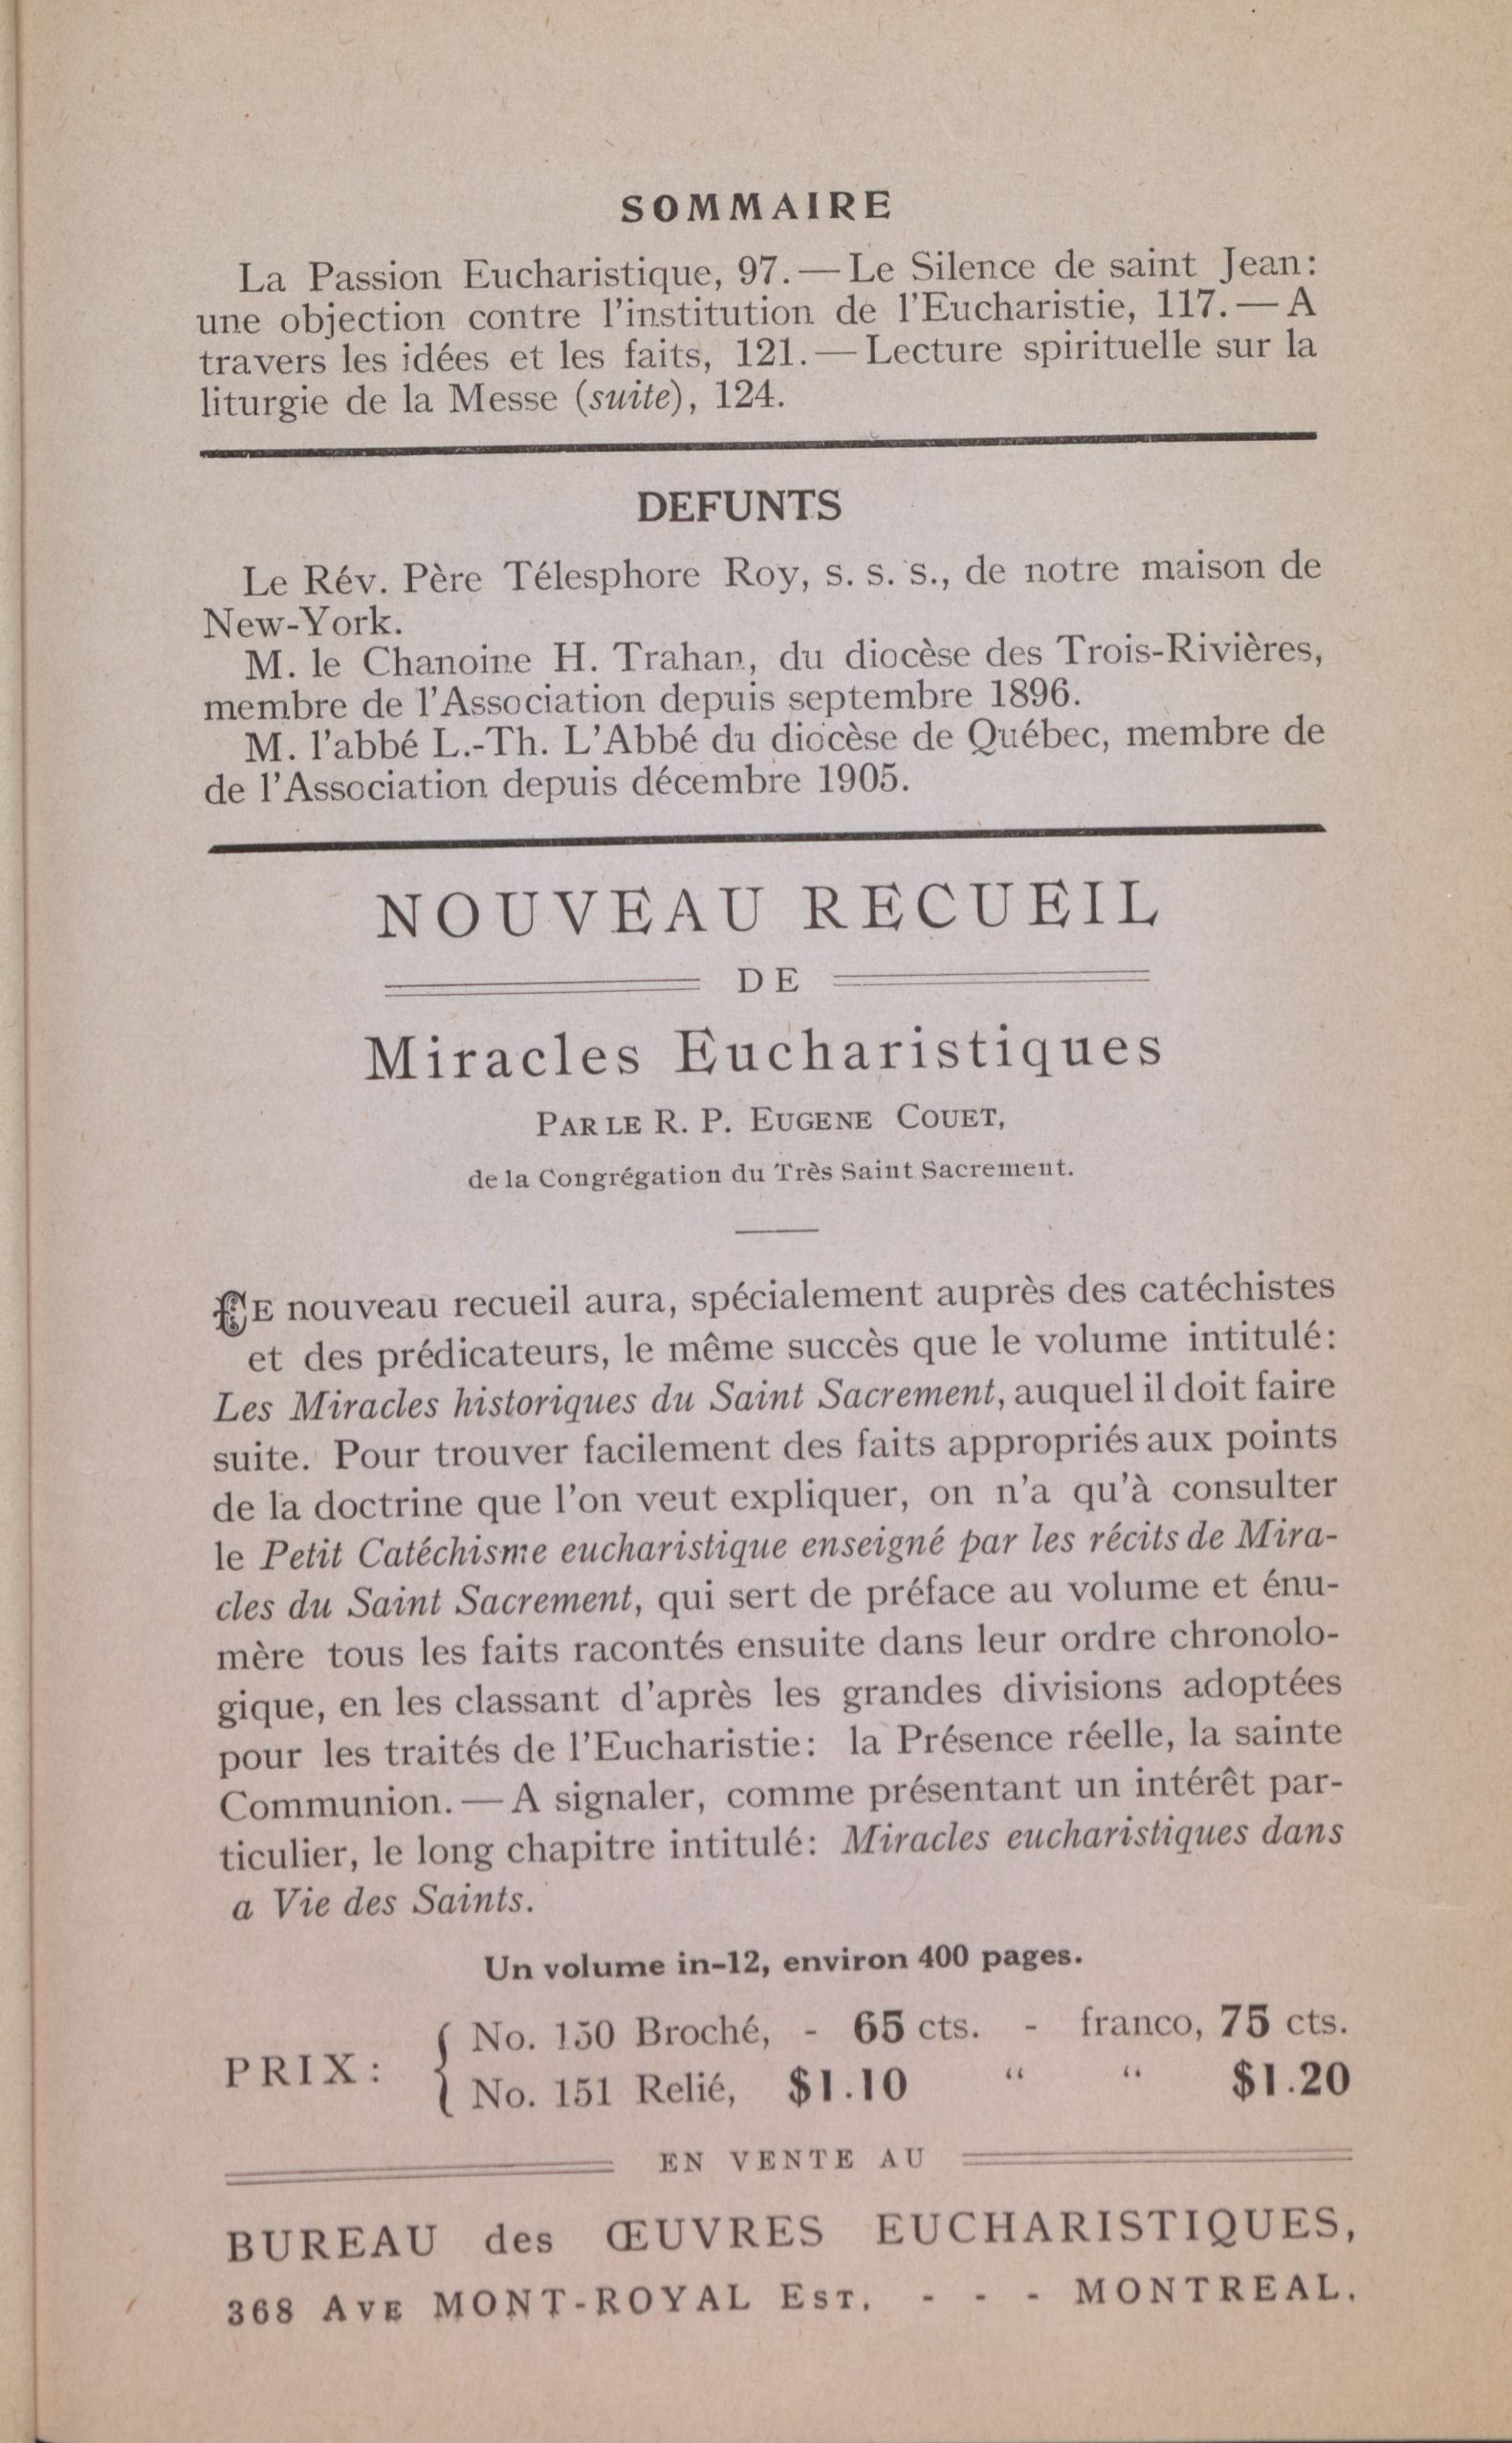 SOMMAIRE
La Passion Eucharistique, 97. — Le Silence de saint Jean:
une objection contre l'institution de l'Eucharistie, 117. — A
travers les idées et les faits, 121. — Lecture spirituelle sur la
liturgie de la Messe (suite), 124.
DEFUNTS
Le Rév. Père Télesphore Roy, s. s. s., de notre maison de
New-York.
M. le Chanoine H. Trahan, du diocèse des Trois-Rivières,
membre de l'Association depuis septembre 1896.
M. l'abbé L.-Th. L'Abbé du diocèse de Québec, membre de
de l'Association depuis décembre 1905.
NOUVEAU RECUEIL
DE
Miracles Eucharistiques
PAR LE R. P. EUGENE COUET,
de la Congrégation du Très Saint Sacrement.
CE nouveau recueil aura, spécialement auprès des catéchistes
et des prédicateurs, le même succès que le volume intitulé:
Les Miracles historiques du Saint Sacrement, auquel il doit faire
suite. Pour trouver facilement des faits appropriés aux points
de la doctrine que l'on veut expliquer, on n'a qu'à consulter
le Petit Catéchisme eucharistique enseigné par les récits de Mira-
cles du Saint Sacrement, qui sert de préface au volume et énu-
mère tous les faits racontés ensuite dans leur ordre chronolo-
gique, en les classant d'après les grandes divisions adoptées
pour les traités de l'Eucharistie: la Présence réelle, la sainte
Communion. — A signaler, comme présentant un intérêt par-
ticulier, le long chapitre intitulé: Miracles eucharistiques dans
a Vie des Saints.
Un volume in-12, environ 400 pages.
PRIX: { No. 150 Broché, - 65 cts. - franco, 75 cts.
No. 151 Relié, $1.10 " " $1.20
EN VENTE AU
BUREAU des ŒUVRES EUCHARISTIQUES,
368 AVE MONT-ROYAL EST. - - - MONTREAL.